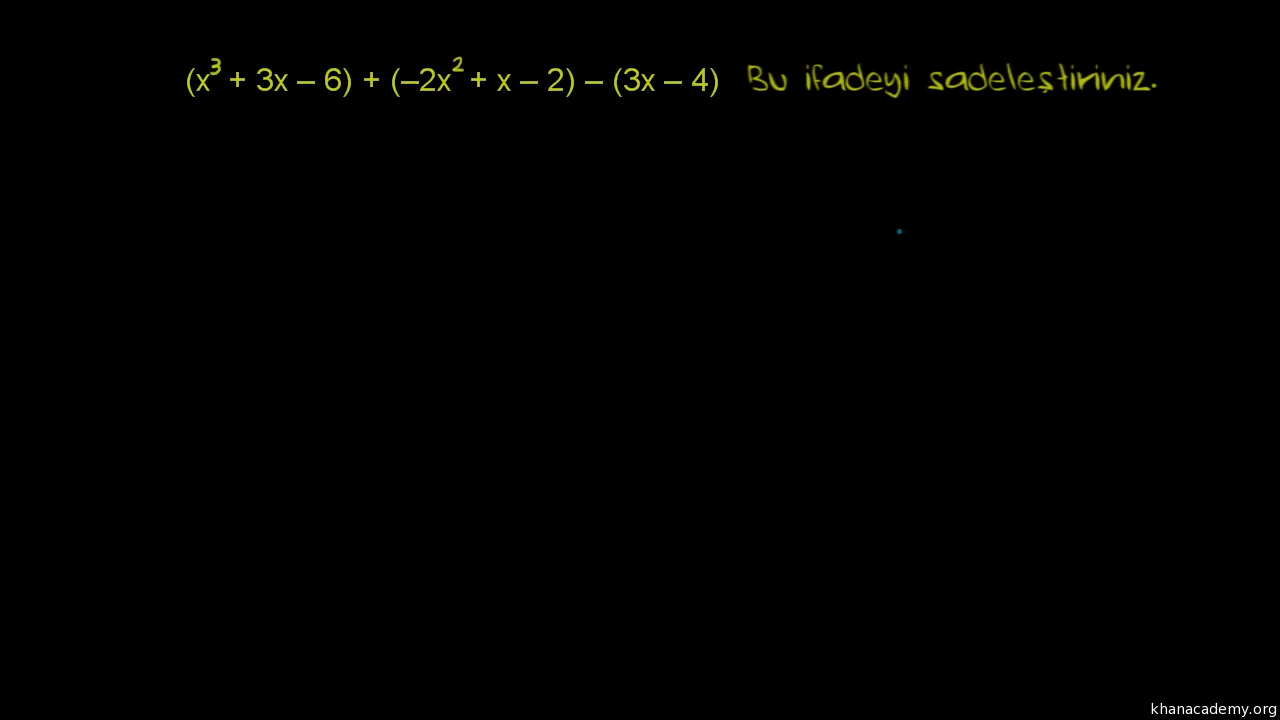 (x³ + 3x – 6) + (–2x² + x – 2) – (3x – 4) Bu ifadeyi sadeleştiriniz.
khanacademy.org